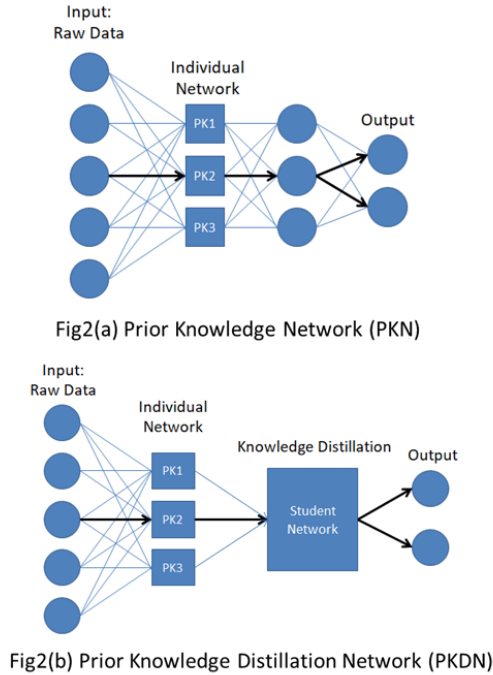 Input:
Raw Data
Individual
Network
Output
PK1
PK2
PK3
Fig2(a) Prior Knowledge Network (PKN)
Input:
Raw Data
Individual
Network
Knowledge Distillation
Output
PK1
PK2
PK3
Student
Network
Fig2(b) Prior Knowledge Distillation Network (PKDN)